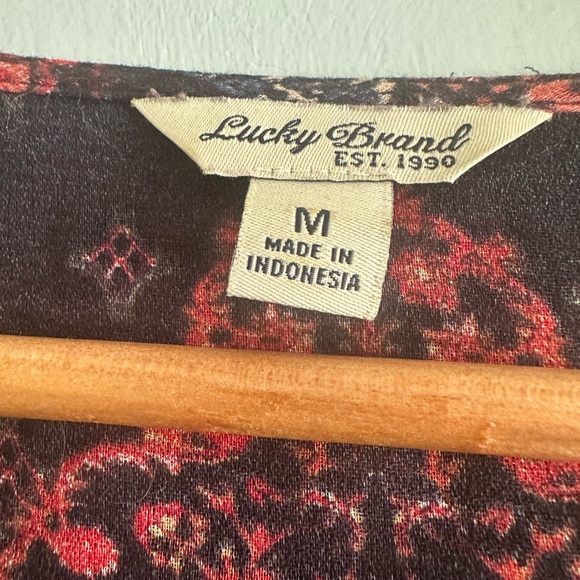 Lucky Brand
EST. 1990
M
MADE IN
INDONESIA